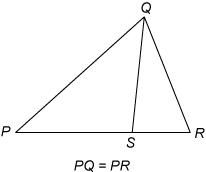 Q
P S R
PQ = PR